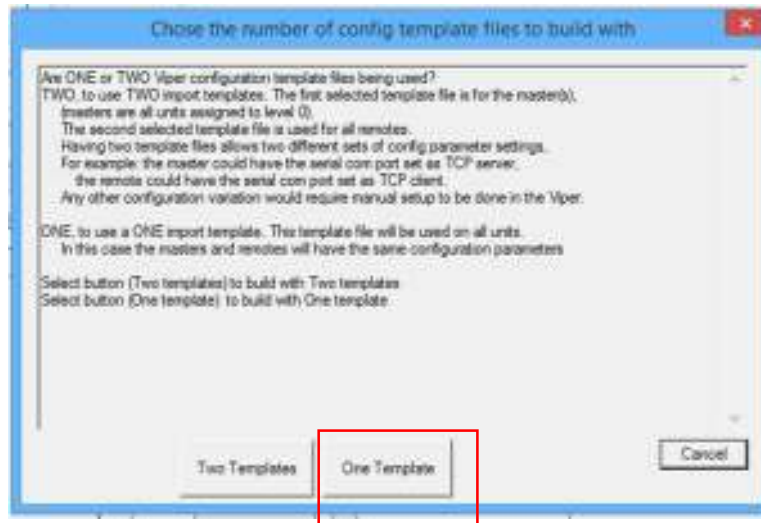 Chose the number of config template files to build with
Are ONE or TWO Viper configuration template files being used?
TWO, to use TWO import templates. The first selected template file is for the master(s),
(masters are all units assigned to level 0).
The second selected template file is used for all remotes.
Having two template files allows two different sets of config parameter settings.
For example: the master could have the serial com port set as TCP server,
the remote could have the serial com port set as TCP client.
Any other configuration variation would require manual setup to be done in the Viper.
ONE, to use a ONE import template. This template file will be used on all units.
In this case the masters and remotes will have the same configuration parameters
Select button (Two templates) to build with Two templates
Select button (One template) to build with One template
Two Templates
One Template
Cancel